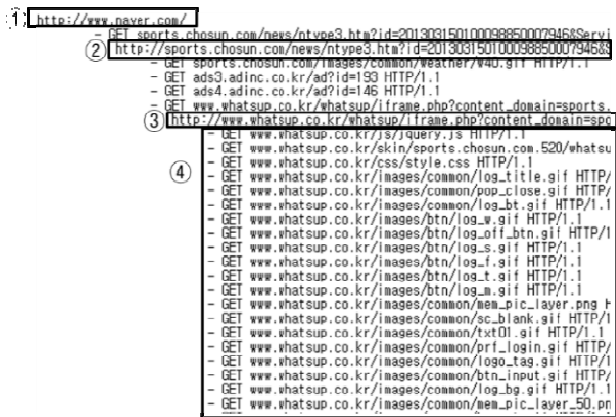 ① http://www.naver.com/
- GET sports.chosun.com/news/ntype3.htm?id=201303150100098850007946&Servi
② http://sports.chosun.com/news/ntype3.htm?id=201303150100098850007946&S
- GET sports.chosun.com/images/common/weather/w40.gif HTTP/1.1
- GET ads3.adinc.co.kr/ad?id=193 HTTP/1.1
- GET ads4.adinc.co.kr/ad?id=146 HTTP/1.1
- GET www.whatsup.co.kr/whatsup/iframe.php?content_domain=sports.
③ http://www.whatsup.co.kr/whatsup/iframe.php?content_domain=spo
④
- GET www.whatsup.co.kr/js/jquery.js HTTP/1.1
- GET www.whatsup.co.kr/skin/sports.chosun.com.520/whatsu
- GET www.whatsup.co.kr/css/style.css HTTP/1.1
- GET www.whatsup.co.kr/images/common/log_title.gif HTTP/
- GET www.whatsup.co.kr/images/common/pop_close.gif HTTP/
- GET www.whatsup.co.kr/images/common/log_bt.gif HTTP/1.1
- GET www.whatsup.co.kr/images/btn/log_w.gif HTTP/1.1
- GET www.whatsup.co.kr/images/btn/log_off_btn.gif HTTP/1
- GET www.whatsup.co.kr/images/btn/log_s.gif HTTP/1.1
- GET www.whatsup.co.kr/images/btn/log_f.gif HTTP/1.1
- GET www.whatsup.co.kr/images/btn/log_t.gif HTTP/1.1
- GET www.whatsup.co.kr/images/btn/log_m.gif HTTP/1.1
- GET www.whatsup.co.kr/images/common/mem_pic_layer.png H
- GET www.whatsup.co.kr/images/common/sc_blank.gif HTTP/1
- GET www.whatsup.co.kr/images/common/txt01.gif HTTP/1.1
- GET www.whatsup.co.kr/images/common/prf_login.gif HTTP/
- GET www.whatsup.co.kr/images/common/logo_tag.gif HTTP/1
- GET www.whatsup.co.kr/images/common/btn_input.gif HTTP/
- GET www.whatsup.co.kr/images/common/log_bg.gif HTTP/1.1
- GET www.whatsup.co.kr/images/common/mem_pic_layer_50.pn